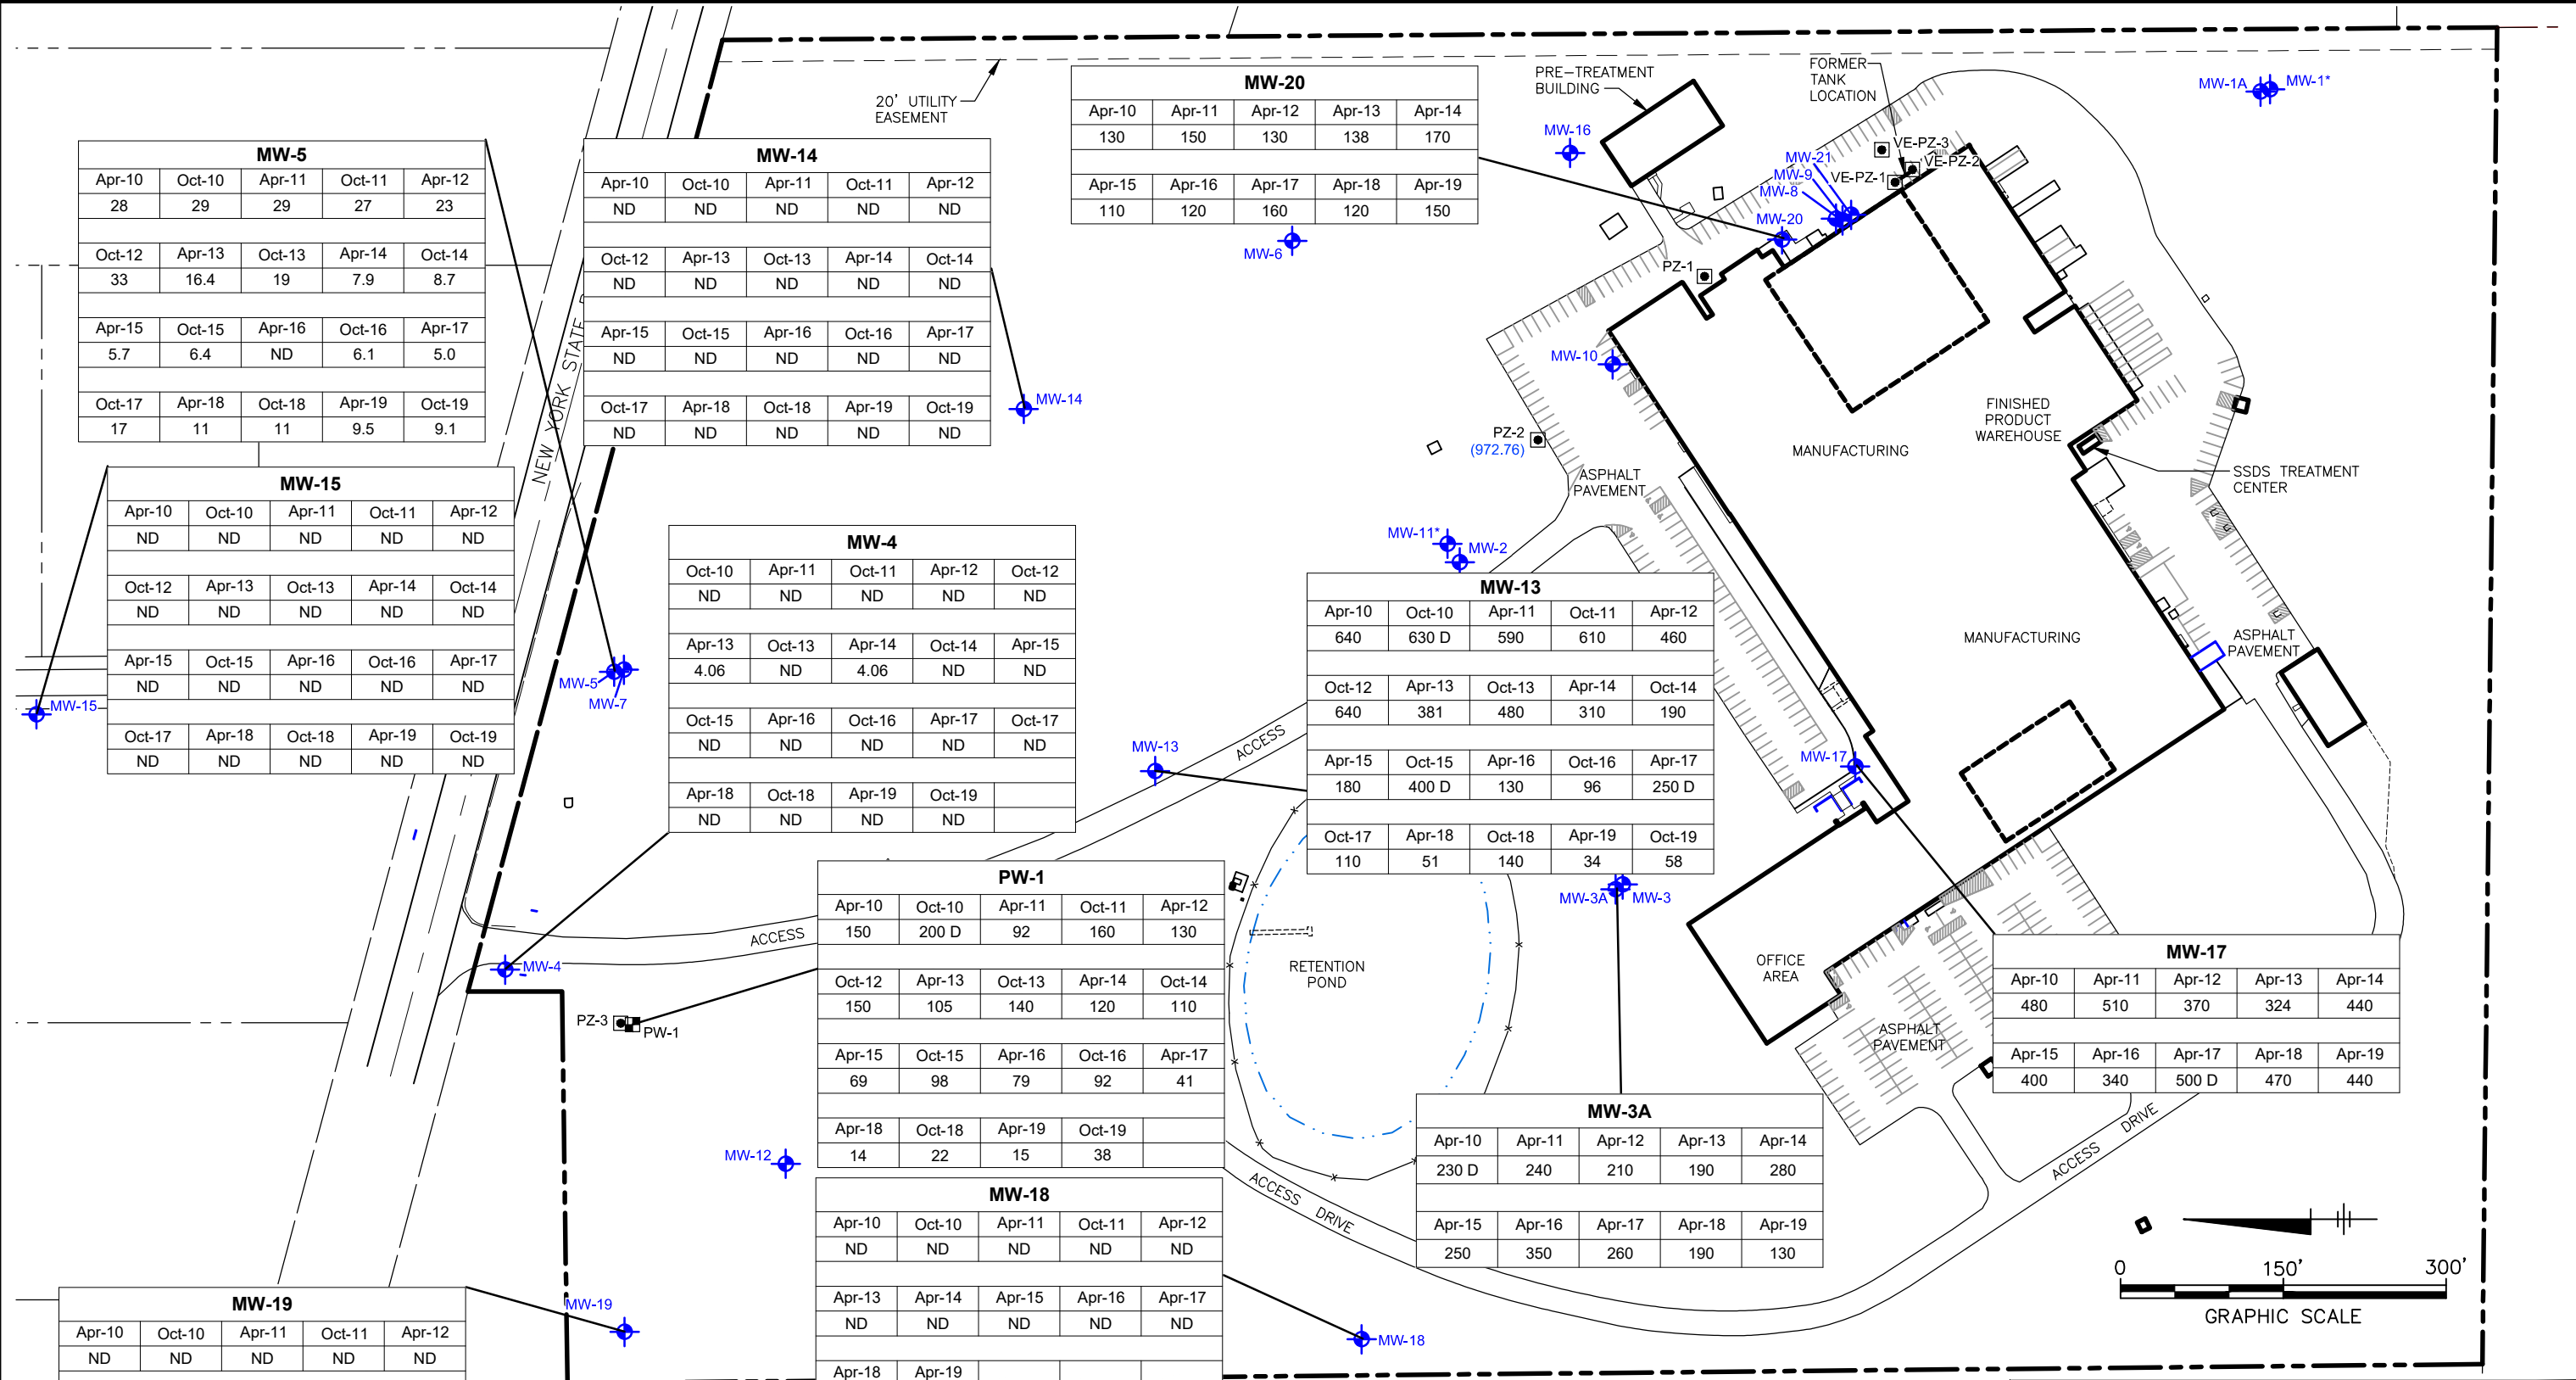 20' UTILITY
EASEMENT
MW-20
Apr-10 Apr-11 Apr-12 Apr-13 Apr-14
130 150 130 138 170
Apr-15 Apr-16 Apr-17 Apr-18 Apr-19
110 120 160 120 150
PRE-TREATMENT
BUILDING
FORMER
TANK
LOCATION
MW-1A
MW-1*
MW-16
VE-PZ-3
VE-PZ-2
VE-PZ-1
MW-21
MW-9
MW-8
MW-20
MW-6
PZ-1
MW-5
Apr-10 Oct-10 Apr-11 Oct-11 Apr-12
28 29 29 27 23
Oct-12 Apr-13 Oct-13 Apr-14 Oct-14
33 16.4 19 7.9 8.7
Apr-15 Oct-15 Apr-16 Oct-16 Apr-17
5.7 6.4 ND 6.1 5.0
Oct-17 Apr-18 Oct-18 Apr-19 Oct-19
17 11 11 9.5 9.1
MW-14
Apr-10 Oct-10 Apr-11 Oct-11 Apr-12
ND ND ND ND ND
Oct-12 Apr-13 Oct-13 Apr-14 Oct-14
ND ND ND ND ND
Apr-15 Oct-15 Apr-16 Oct-16 Apr-17
ND ND ND ND ND
Oct-17 Apr-18 Oct-18 Apr-19 Oct-19
ND ND ND ND ND
NEW YORK STATE
MW-14
MW-10
PZ-2
(972.76)
ASPHALT
PAVEMENT
MANUFACTURING
FINISHED
PRODUCT
WAREHOUSE
SSDS TREATMENT
CENTER
MW-15
Apr-10 Oct-10 Apr-11 Oct-11 Apr-12
ND ND ND ND ND
Oct-12 Apr-13 Oct-13 Apr-14 Oct-14
ND ND ND ND ND
Apr-15 Oct-15 Apr-16 Oct-16 Apr-17
ND ND ND ND ND
Oct-17 Apr-18 Oct-18 Apr-19 Oct-19
ND ND ND ND ND
MW-15
MW-5
MW-7
MW-4
Oct-10 Apr-11 Oct-11 Apr-12 Oct-12
ND ND ND ND ND
Apr-13 Oct-13 Apr-14 Oct-14 Apr-15
4.06 ND 4.06 ND ND
Oct-15 Apr-16 Oct-16 Apr-17 Oct-17
ND ND ND ND ND
Apr-18 Oct-18 Apr-19 Oct-19
ND ND ND ND
MW-11*
MW-2
MW-13
Apr-10 Oct-10 Apr-11 Oct-11 Apr-12
640 630 D 590 610 460
Oct-12 Apr-13 Oct-13 Apr-14 Oct-14
640 381 480 310 190
Apr-15 Oct-15 Apr-16 Oct-16 Apr-17
180 400 D 130 96 250 D
Oct-17 Apr-18 Oct-18 Apr-19 Oct-19
110 51 140 34 58
MW-13
ACCESS
MANUFACTURING
ASPHALT
PAVEMENT
MW-17
MW-3A
MW-3
PW-1
Apr-10 Oct-10 Apr-11 Oct-11 Apr-12
150 200 D 92 160 130
Oct-12 Apr-13 Oct-13 Apr-14 Oct-14
150 105 140 120 110
Apr-15 Oct-15 Apr-16 Oct-16 Apr-17
69 98 79 92 41
Apr-18 Oct-18 Apr-19 Oct-19
14 22 15 38
ACCESS
MW-4
PZ-3
PW-1
RETENTION
POND
OFFICE
AREA
ASPHALT
PAVEMENT
MW-17
Apr-10 Apr-11 Apr-12 Apr-13 Apr-14
480 510 370 324 440
Apr-15 Apr-16 Apr-17 Apr-18 Apr-19
400 340 500 D 470 440
MW-3A
Apr-10 Apr-11 Apr-12 Apr-13 Apr-14
230 D 240 210 190 280
Apr-15 Apr-16 Apr-17 Apr-18 Apr-19
250 350 260 190 130
ACCESS DRIVE
ACCESS DRIVE
MW-12
MW-18
Apr-10 Oct-10 Apr-11 Oct-11 Apr-12
ND ND ND ND ND
Apr-13 Apr-14 Apr-15 Apr-16 Apr-17
ND ND ND ND ND
Apr-18 Apr-19
MW-18
MW-19
Apr-10 Oct-10 Apr-11 Oct-11 Apr-12
ND ND ND ND ND
MW-19
0 150' 300'
GRAPHIC SCALE